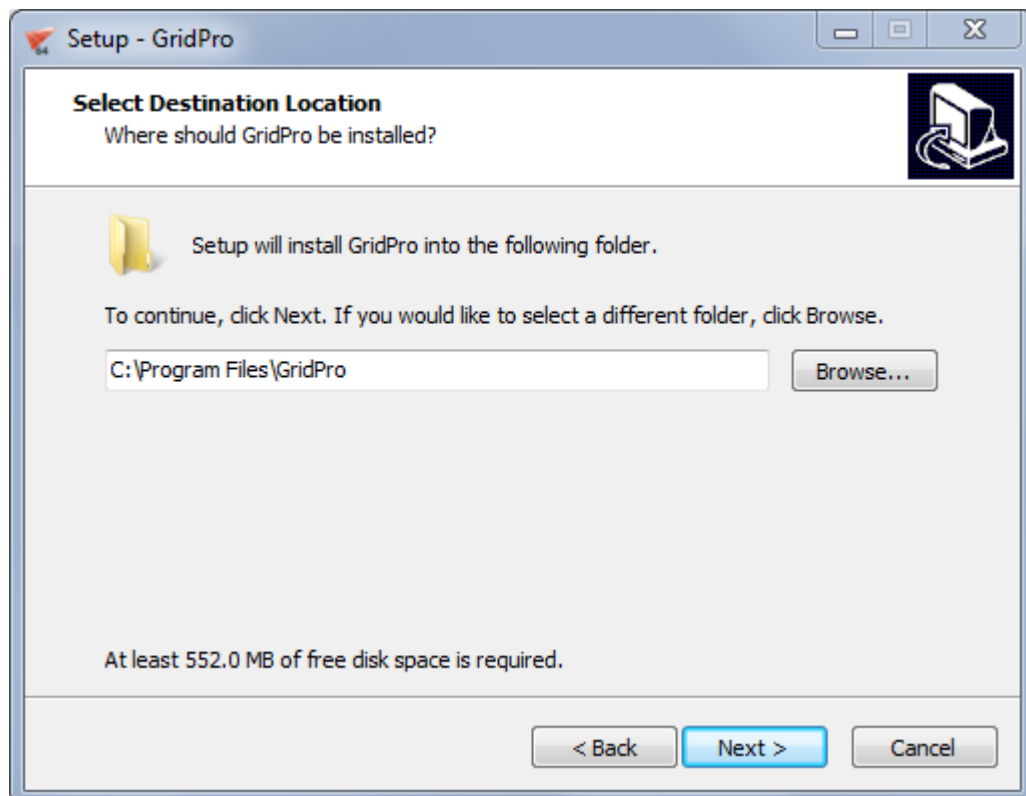 Setup - GridPro
Select Destination Location
Where should GridPro be installed?
Setup will install GridPro into the following folder.
To continue, click Next. If you would like to select a different folder, click Browse.
C:\Program Files\GridPro
Browse...
At least 552.0 MB of free disk space is required.
< Back
Next >
Cancel